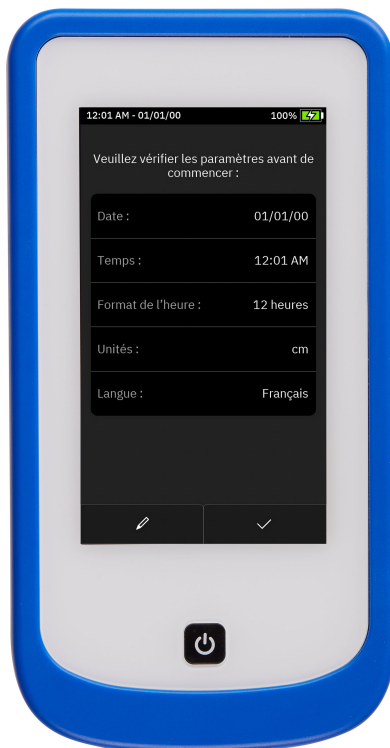 12:01 AM - 01/01/00 100%
Veuillez vérifier les paramètres avant de
commencer :
Date : 01/01/00
Temps : 12:01 AM
Format de l'heure : 12 heures
Unités : cm
Langue : Français